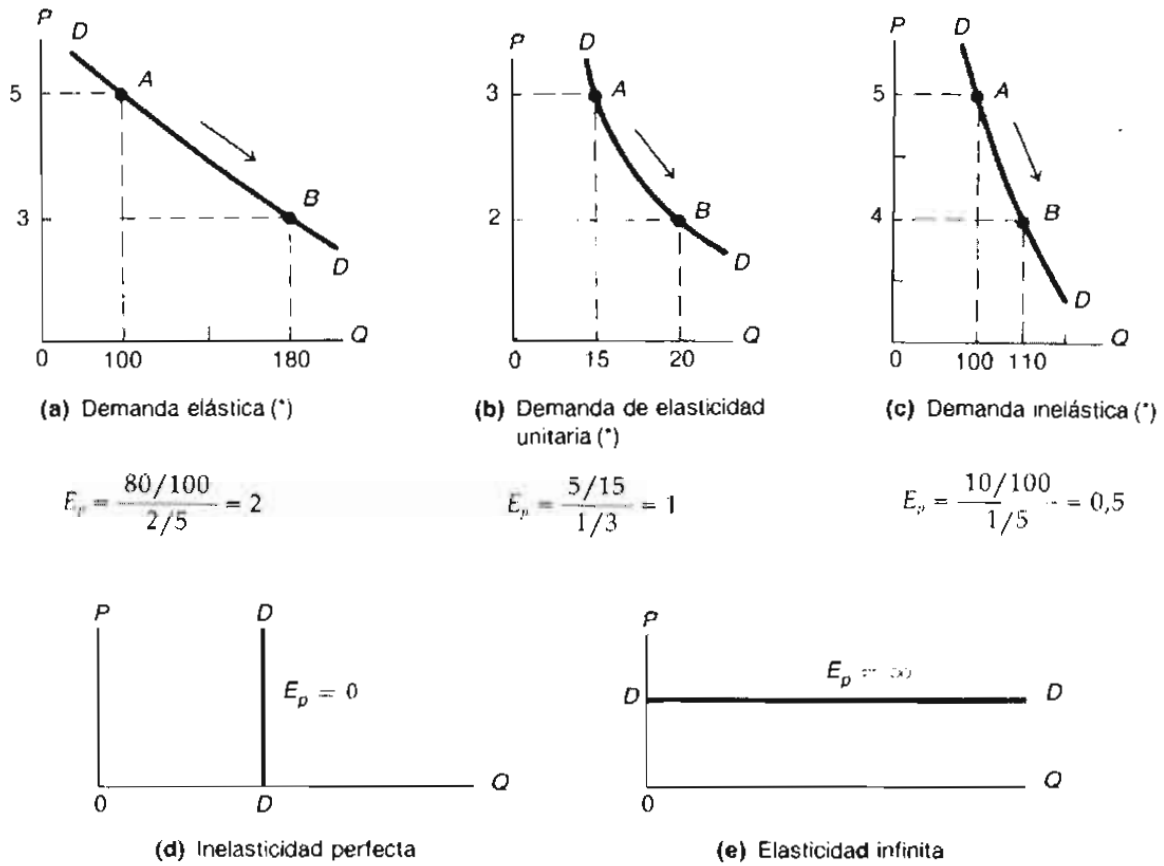 P D
5 A
3 B
D
Q
0 100 180
(a) Demanda elástica (*)
P D
3 A
2 B
D
Q
0 15 20
(b) Demanda de elasticidad
unitaria (*)
P D
5 A
4 B
D
Q
0 100 110
(c) Demanda inelástica (*)
E_p = 80/100 / 2/5 = 2
E_p = 5/15 / 1/3 = 1
E_p = 10/100 / 1/5 = 0,5
P D
E_p = 0
Q
0 D
(d) Inelasticidad perfecta
P
E_p = ∞
D D
Q
0
(e) Elasticidad infinita